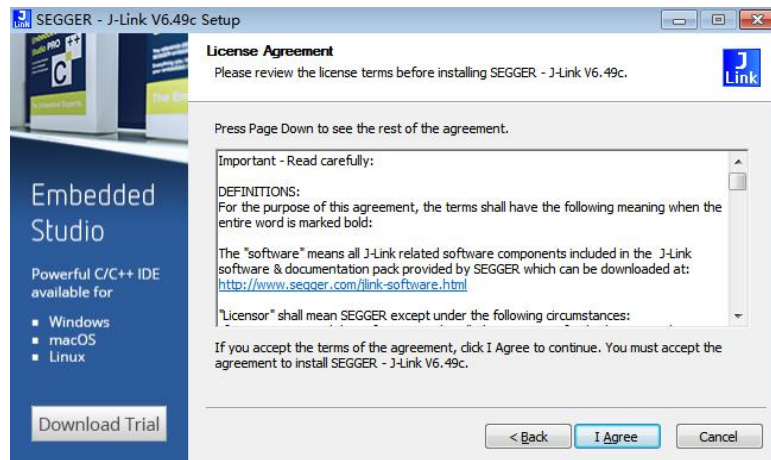 J
Link
SEGGER - J-Link V6.49c Setup
License Agreement
Please review the license terms before installing SEGGER - J-Link V6.49c.
J
Link
Studio PRO
C
Embedded
Studio
Powerful C/C++ IDE
available for
Windows
macOS
Linux
Download Trial
Press Page Down to see the rest of the agreement.
Important - Read carefully:
DEFINITIONS:
For the purpose of this agreement, the terms shall have the following meaning when the
entire word is marked bold:
The "software" means all J-Link related software components included in the J-Link
software & documentation pack provided by SEGGER which can be downloaded at:
http://www.segger.com/jlink-software.html
"Licensor" shall mean SEGGER except under the following circumstances:
If you accept the terms of the agreement, click I Agree to continue. You must accept the
agreement to install SEGGER - J-Link V6.49c.
< Back
I Agree
Cancel